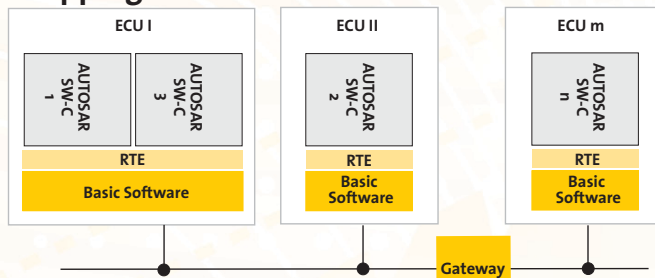 ECU I
ECU II
ECU m
AUTOSAR
SW-C
1
AUTOSAR
SW-C
3
AUTOSAR
SW-C
2
AUTOSAR
SW-C
n
RTE
RTE
RTE
Basic Software
Basic
Software
Basic
Software
Gateway